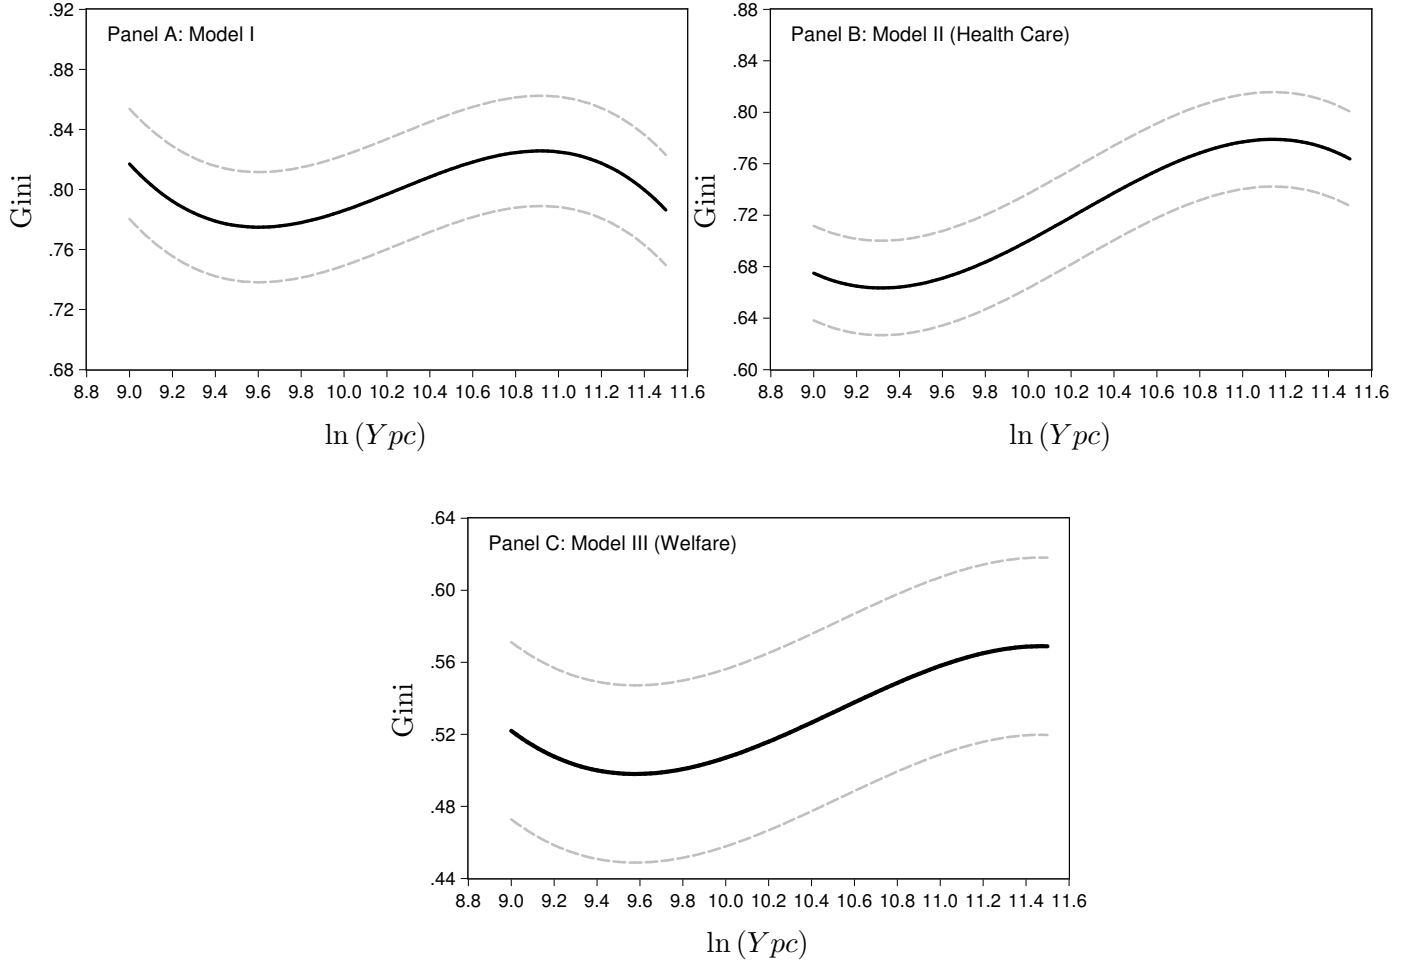 Panel A: Model I
.92
.88
.84
.80
.76
.72
.68
Gini
8.8 9.0 9.2 9.4 9.6 9.8 10.0 10.2 10.4 10.6 10.8 11.0 11.2 11.4 11.6
ln (Ypc)
Panel B: Model II (Health Care)
.88
.84
.80
.76
.72
.68
.64
.60
Gini
8.8 9.0 9.2 9.4 9.6 9.8 10.0 10.2 10.4 10.6 10.8 11.0 11.2 11.4 11.6
ln (Ypc)
Panel C: Model III (Welfare)
.64
.60
.56
.52
.48
.44
Gini
8.8 9.0 9.2 9.4 9.6 9.8 10.0 10.2 10.4 10.6 10.8 11.0 11.2 11.4 11.6
ln (Ypc)